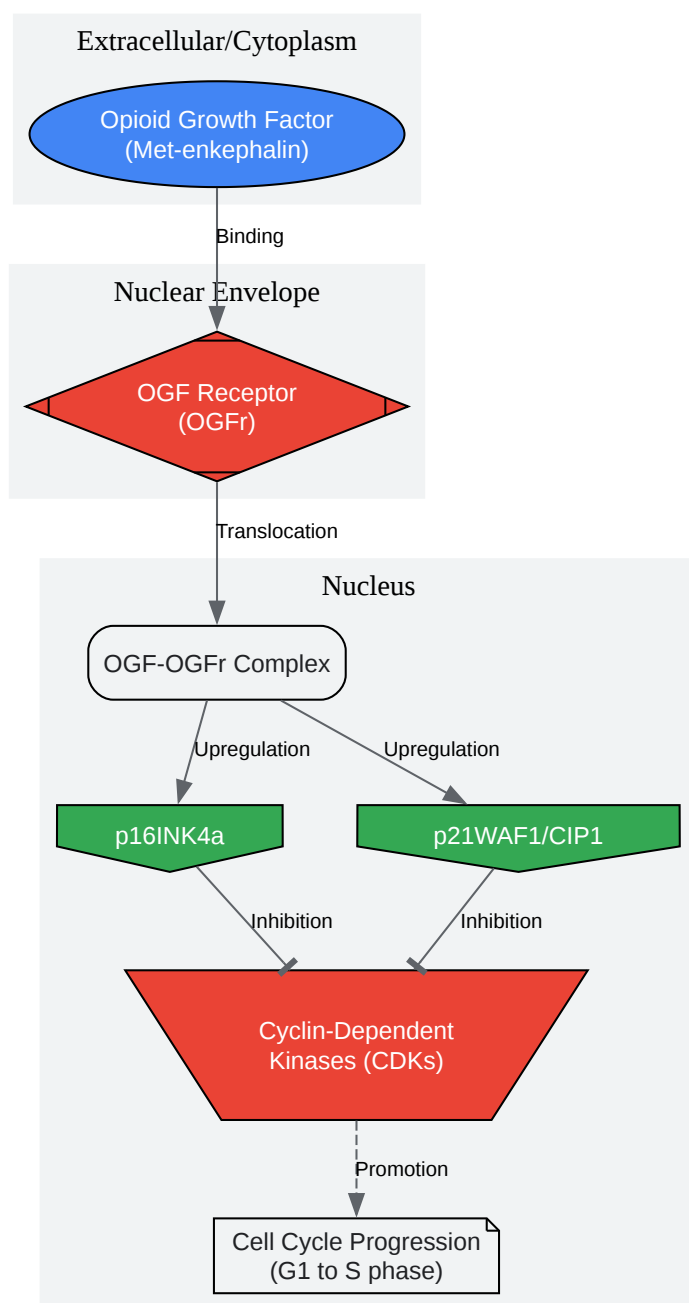 Extracellular/Cytoplasm
Opioid Growth Factor
(Met-enkephalin)
Binding
Nuclear Envelope
OGF Receptor
(OGFr)
Translocation
Nucleus
OGF-OGFr Complex
Upregulation
Upregulation
p16INK4a
p21WAF1/CIP1
Inhibition
Inhibition
Cyclin-Dependent
Kinases (CDKs)
Promotion
Cell Cycle Progression
(G1 to S phase)